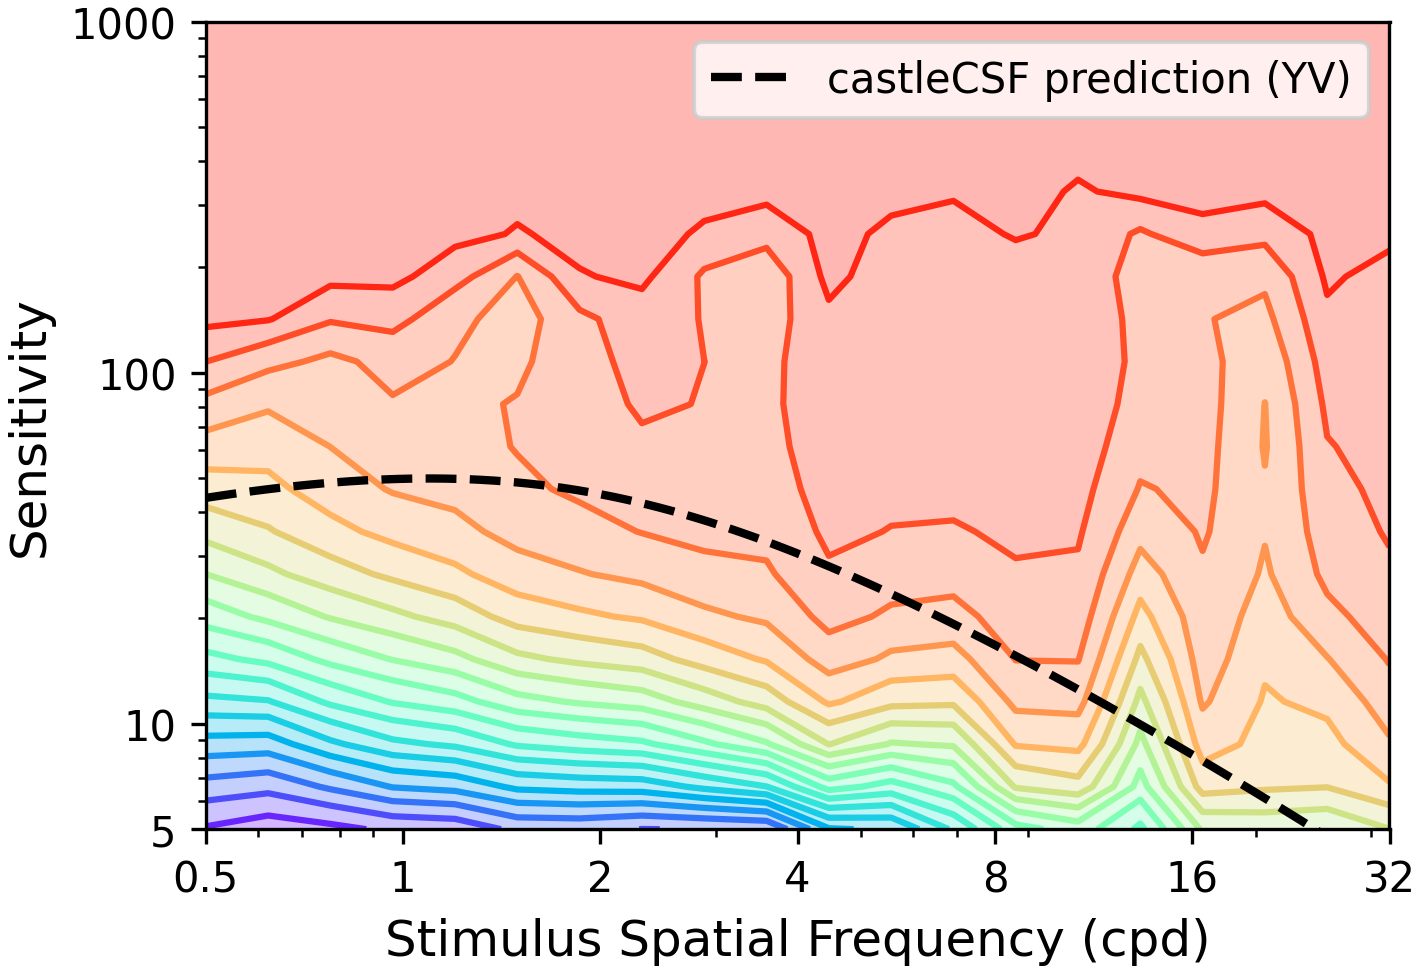 1000
100
10
5
Sensitivity
castleCSF prediction (YV)
0.5 1 2 4 8 16 32
Stimulus Spatial Frequency (cpd)